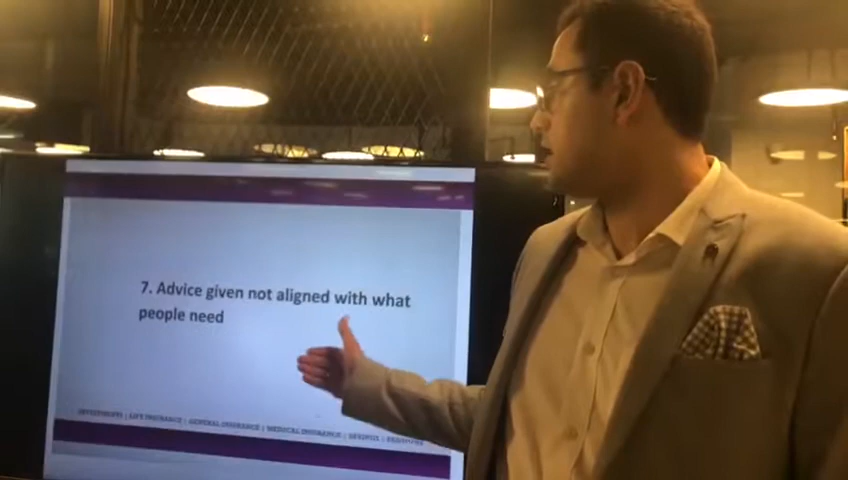 7. Advice given not aligned with what
people need
INVESTMENTS | LIFE INSURANCE | GENERAL INSURANCE | MEDICAL INSURANCE |